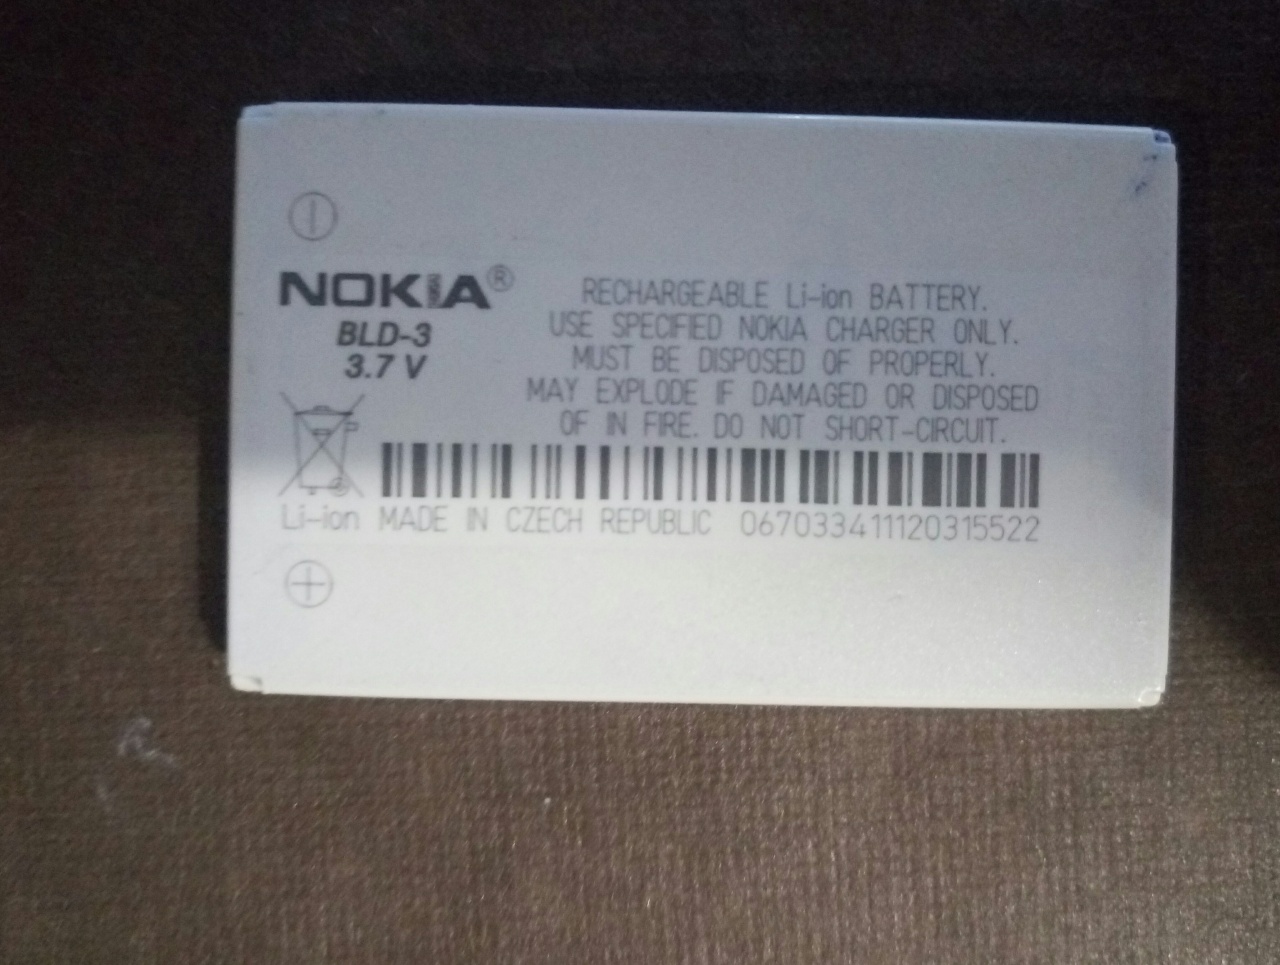 NOKIA®
BLD-3
3.7 V
RECHARGEABLE Li-ion BATTERY.
USE SPECIFIED NOKIA CHARGER ONLY.
MUST BE DISPOSED OF PROPERLY.
MAY EXPLODE IF DAMAGED OR DISPOSED
OF IN FIRE. DO NOT SHORT-CIRCUIT.
Li-ion MADE IN CZECH REPUBLIC 0670334111120315522